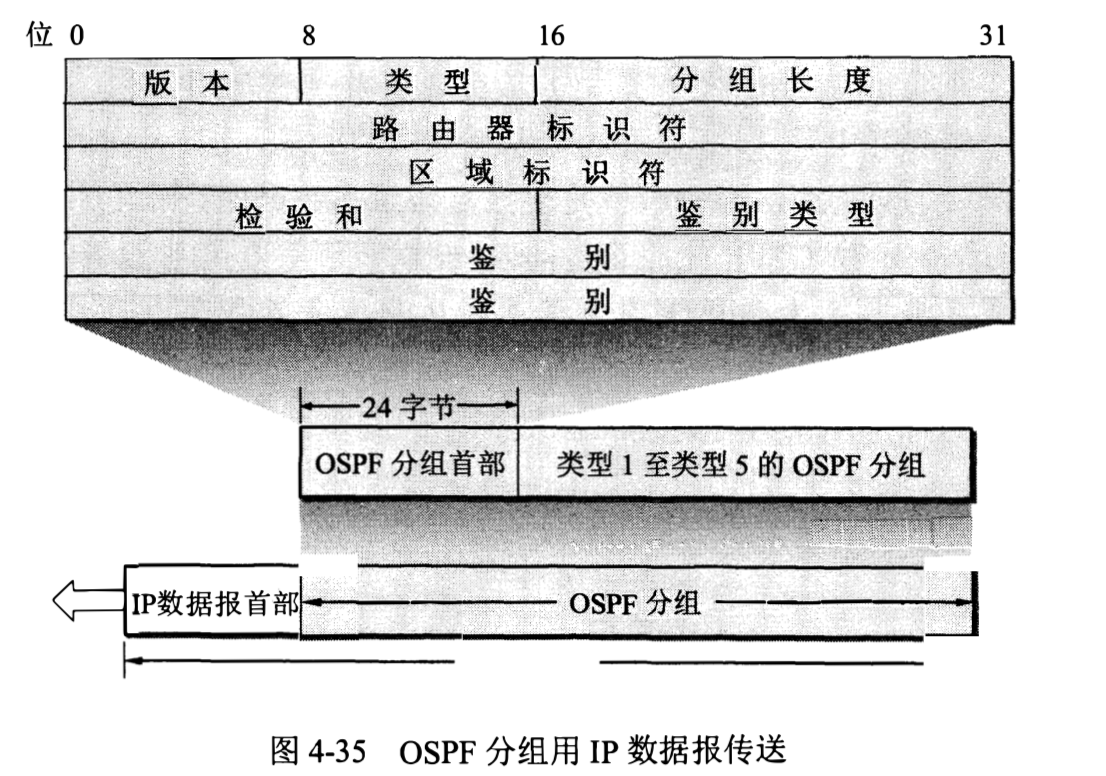 位 0 8 16 31
版 本 类 型 分 组 长 度
路 由 器 标 识 符
区 域 标 识 符
检 验 和 鉴 别 类 型
鉴 别
鉴 别
24 字节
OSPF 分组首部 类型 1 至类型 5 的 OSPF 分组
IP数据报首部 OSPF 分组
图 4-35 OSPF 分组用 IP 数据报传送